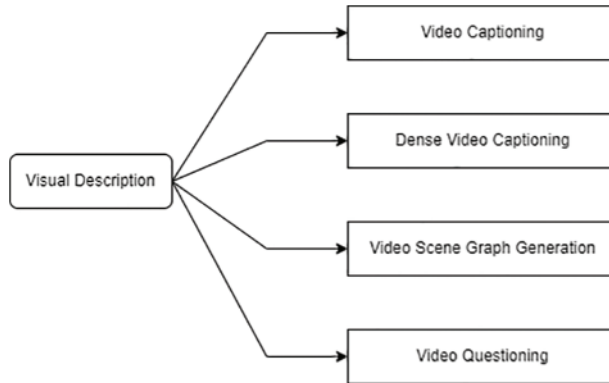 Video Captioning
Dense Video Captioning
Visual Description
Video Scene Graph Generation
Video Questioning